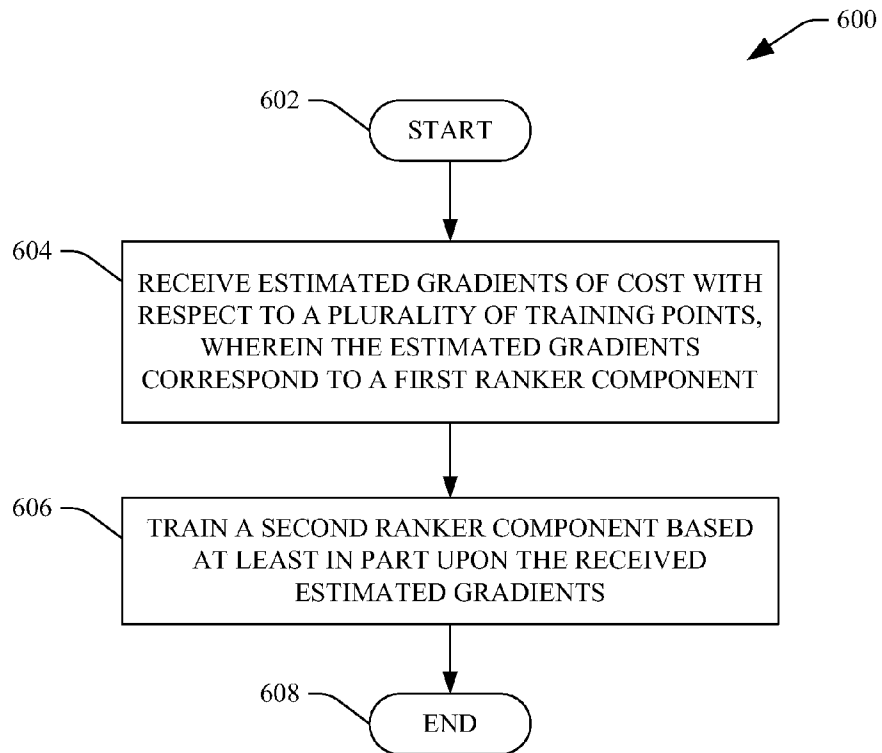 600
602
START
604
RECEIVE ESTIMATED GRADIENTS OF COST WITH
RESPECT TO A PLURALITY OF TRAINING POINTS,
WHEREIN THE ESTIMATED GRADIENTS
CORRESPOND TO A FIRST RANKER COMPONENT
606
TRAIN A SECOND RANKER COMPONENT BASED
AT LEAST IN PART UPON THE RECEIVED
ESTIMATED GRADIENTS
608
END